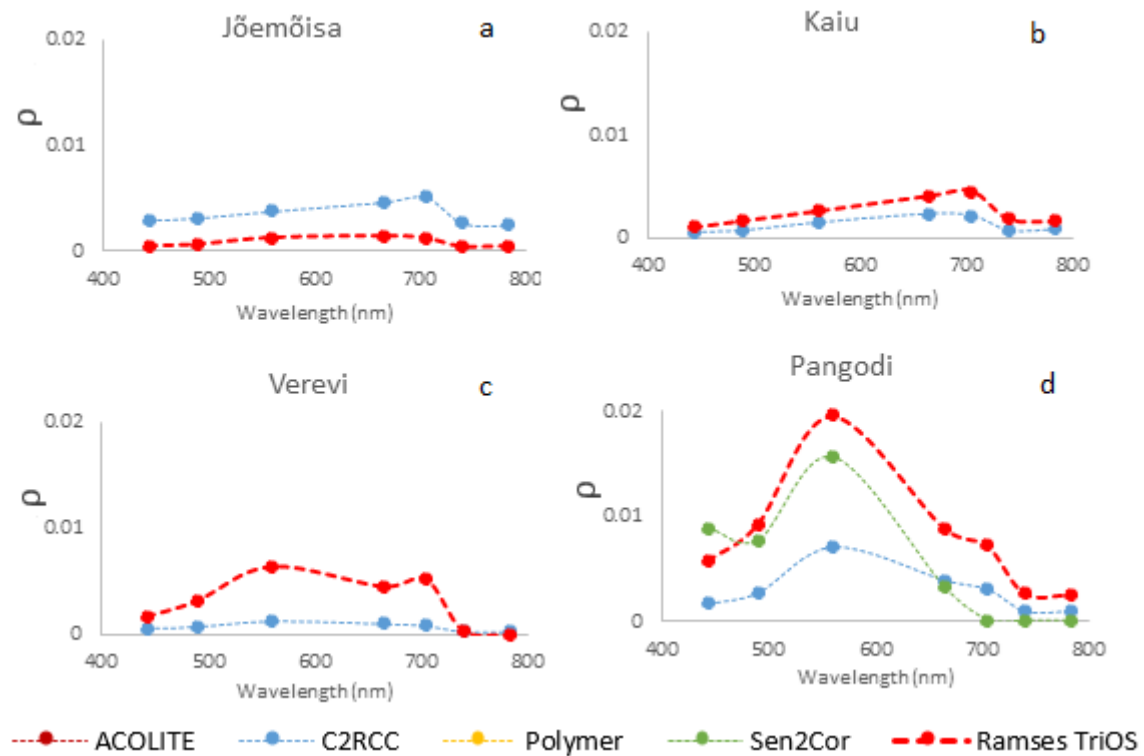 Jõemõisa a
0.02
0.01
0
ρ
400 500 600 700 800
Wavelength (nm)
Kaiu b
0.02
0.01
0
ρ
400 500 600 700 800
Wavelength (nm)
Verevi c
0.02
0.01
0
ρ
400 500 600 700 800
Wavelength (nm)
Pangodi d
0.02
0.01
0
ρ
400 500 600 700 800
Wavelength (nm)
ACOLITE C2RCC Polymer Sen2Cor Ramses TriOS